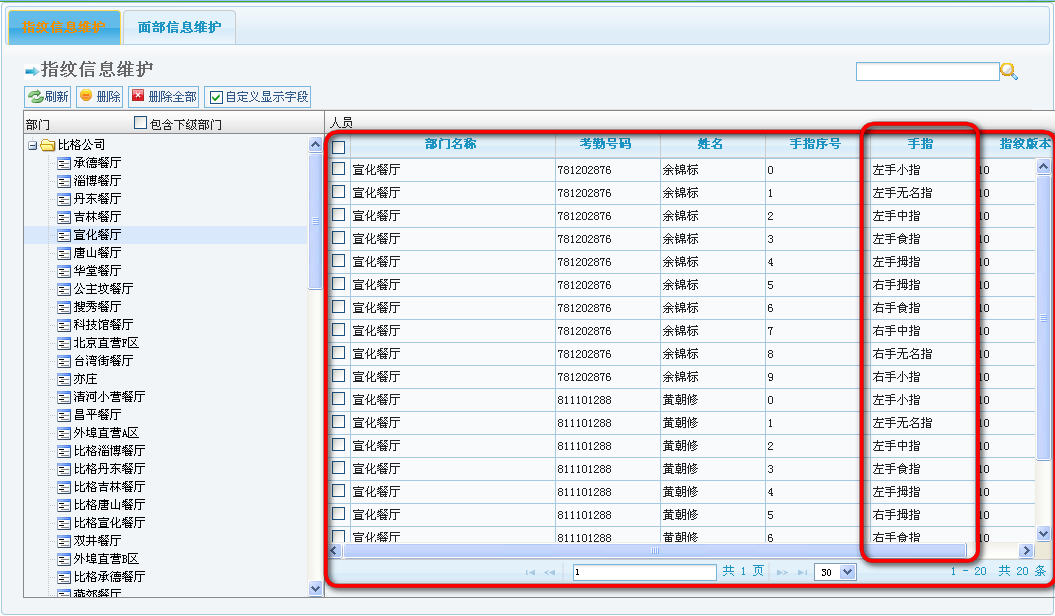 指纹信息维护 面部信息维护
指纹信息维护
刷新 删除 删除全部 自定义显示字段
部门 包含下级部门
比格公司
承德餐厅
淄博餐厅
丹东餐厅
吉林餐厅
宣化餐厅
唐山餐厅
华堂餐厅
公主坟餐厅
搜秀餐厅
科技馆餐厅
北京直营F区
台湾街餐厅
亦庄
清河小营餐厅
昌平餐厅
外埠直营A区
比格淄博餐厅
比格丹东餐厅
比格吉林餐厅
比格唐山餐厅
比格宣化餐厅
双井餐厅
外埠直营B区
比格承德餐厅
燕郊餐厅
人员
部门名称 考勤号码 姓名 手指序号 手指 指纹版本
宣化餐厅 781202876 余锦标 0 左手小指 10
宣化餐厅 781202876 余锦标 1 左手无名指 10
宣化餐厅 781202876 余锦标 2 左手中指 10
宣化餐厅 781202876 余锦标 3 左手食指 10
宣化餐厅 781202876 余锦标 4 左手拇指 10
宣化餐厅 781202876 余锦标 5 右手拇指 10
宣化餐厅 781202876 余锦标 6 右手食指 10
宣化餐厅 781202876 余锦标 7 右手中指 10
宣化餐厅 781202876 余锦标 8 右手无名指 10
宣化餐厅 781202876 余锦标 9 右手小指 10
宣化餐厅 811101288 黄朝修 0 左手小指 10
宣化餐厅 811101288 黄朝修 1 左手无名指 10
宣化餐厅 811101288 黄朝修 2 左手中指 10
宣化餐厅 811101288 黄朝修 3 左手食指 10
宣化餐厅 811101288 黄朝修 4 左手拇指 10
宣化餐厅 811101288 黄朝修 5 右手拇指 10
宣化餐厅 811101288 黄朝修 6 右手食指 10
1 共 1 页 30 1 - 20 共 20 条